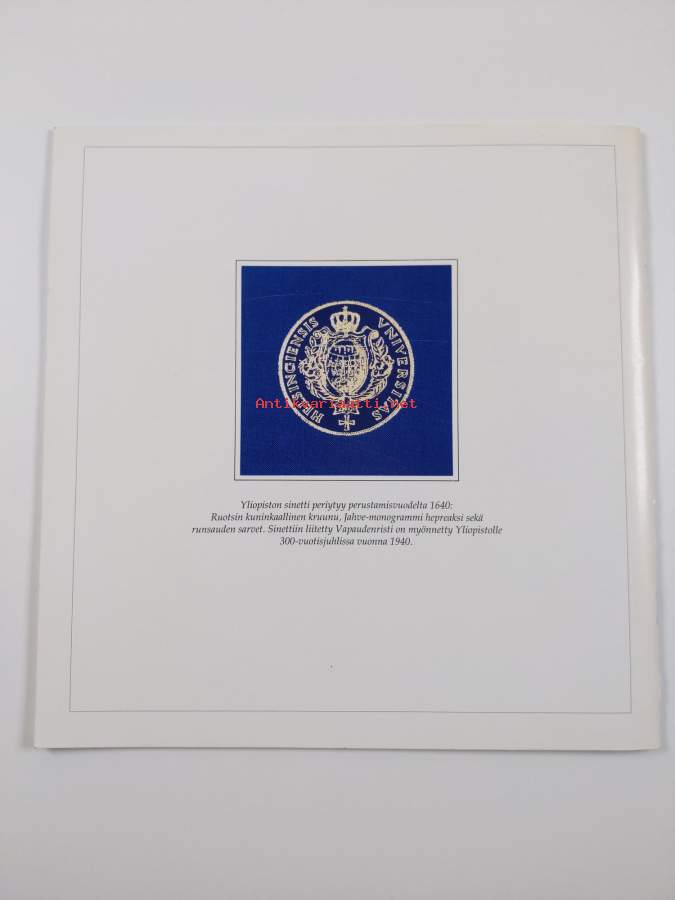 HELSINGIENSIS
VNIVERSITAS
Antikvariaatti.net
Yliopiston sinetti periytyy perustamisvuodelta 1640:
Ruotsin kuninkaallinen kruunu, Jahve-monogrammi hepreaksi sekä
runsauden sarvet. Sinettiin liitetty Vapaudenristi on myönnetty Yliopistolle
300-vuotisjuhlissa vuonna 1940.